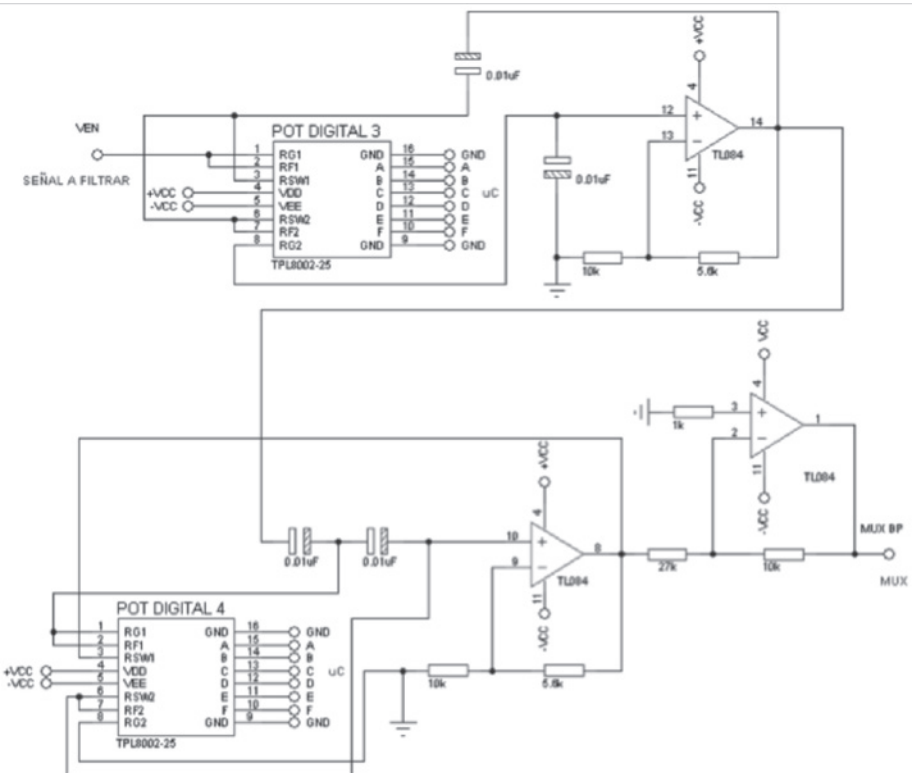 +VCC
4
0.01uF
12
14
13
TL084
11
-VCC
0.01uF
10k
5.6k
VEN
SEÑAL A FILTRAR
POT DIGITAL 3
1 RG1 GND 16 GND
2 RF1 A 15 A
3 RSW1 B 14 B
+VCC 4 VDD C 13 C uC
-VCC 5 VEE D 12 D
6 RSW2 E 11 E
7 RF2 F 10 F
8 RG2 GND 9 GND
TPL8002-25
VCC
4
3
1k
1
2
TL084
11
-VCC
MUX BP
27k
10k
MUX
+VCC
4
0.01uF
0.01uF
10
8
9
TL084
11
-VCC
10k
5.6k
POT DIGITAL 4
1 RG1 GND 16 GND
2 RF1 A 15 A
3 RSW1 B 14 B
+VCC 4 VDD C 13 C uC
-VCC 5 VEE D 12 D
6 RSW2 E 11 E
7 RF2 F 10 F
8 RG2 GND 9 GND
TPL8002-25